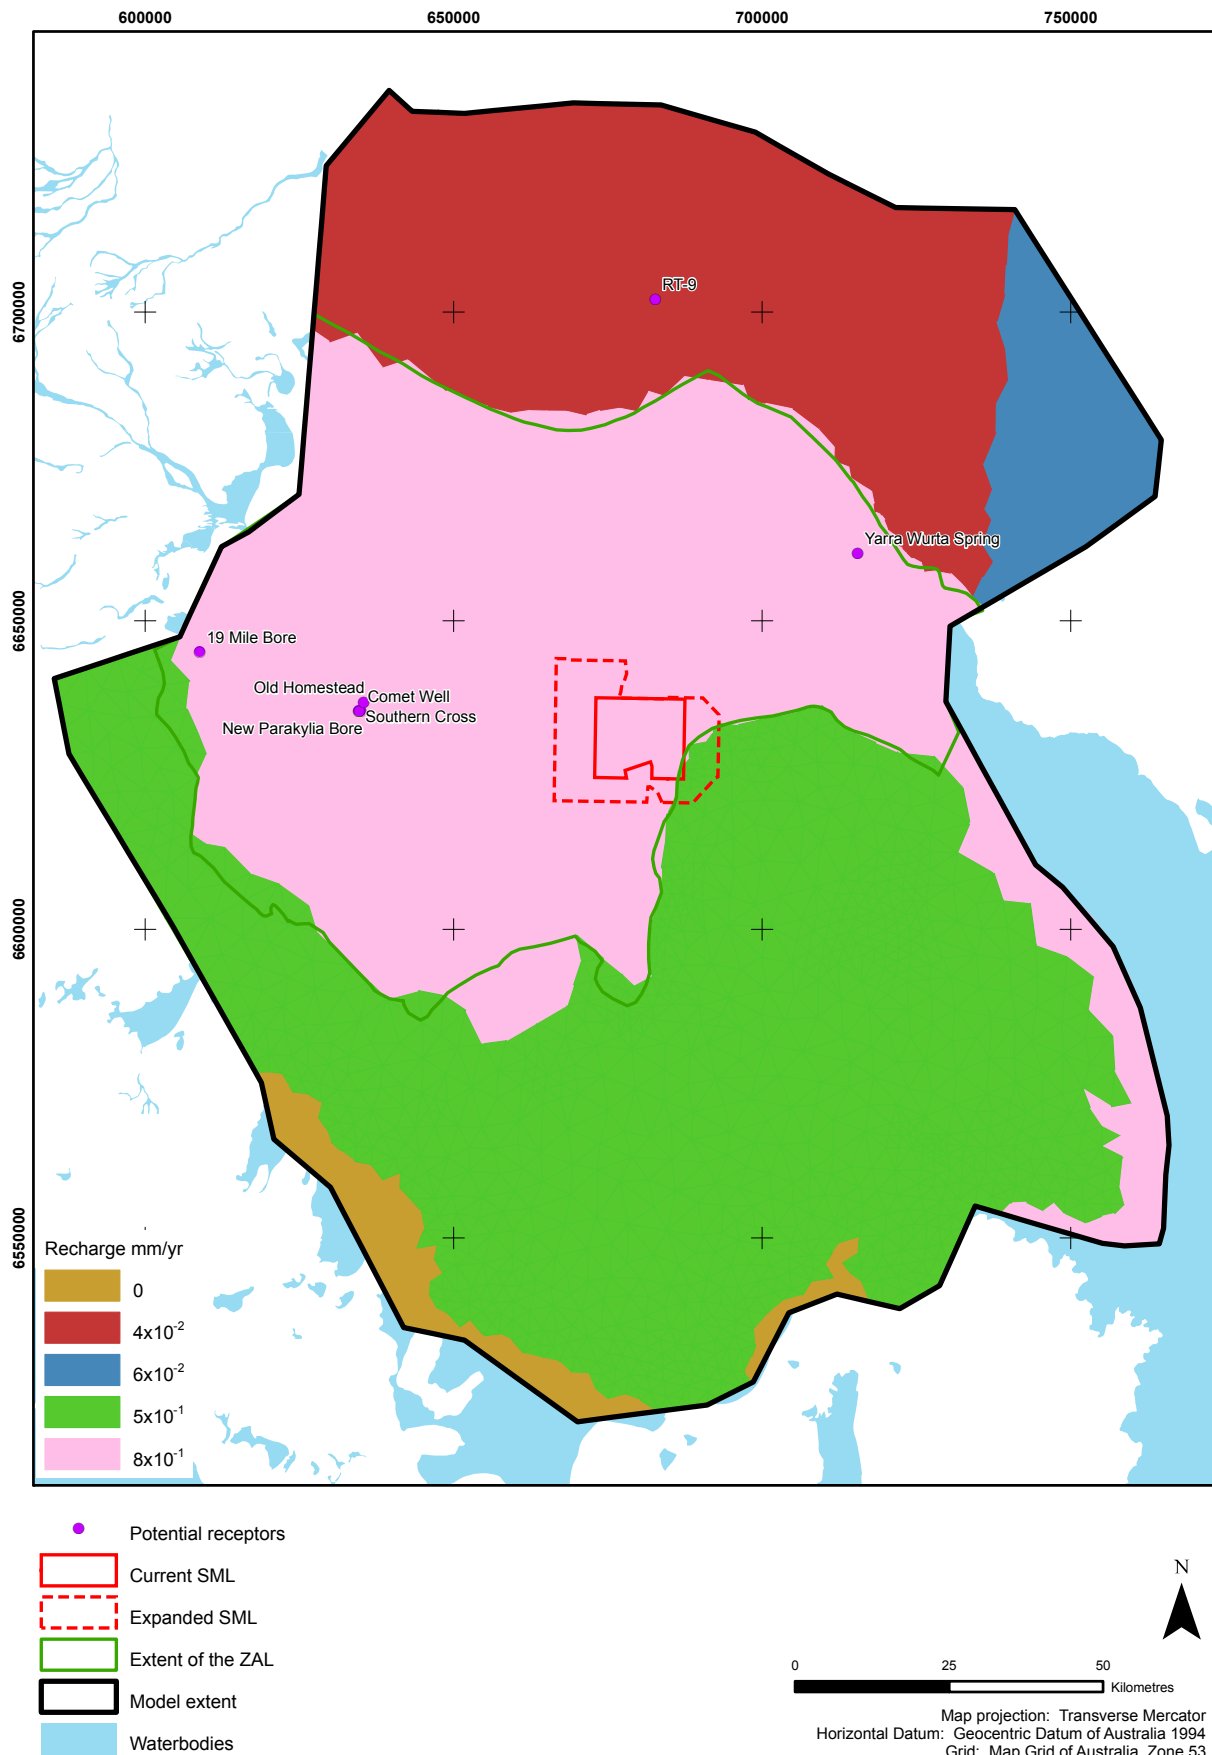 600000
650000
700000
750000
6700000
6650000
6600000
6550000
RT-9
Yarra Wurta Spring
19 Mile Bore
Old Homestead
Comet Well
Southern Cross
New Parakylia Bore
Recharge mm/yr
0
4x10-2
6x10-2
5x10-1
8x10-1
Potential receptors
Current SML
Expanded SML
Extent of the ZAL
Model extent
Waterbodies
N
0 25 50
Kilometres
Map projection: Transverse Mercator
Horizontal Datum: Geocentric Datum of Australia 1994
Grid: Map Grid of Australia, Zone 53